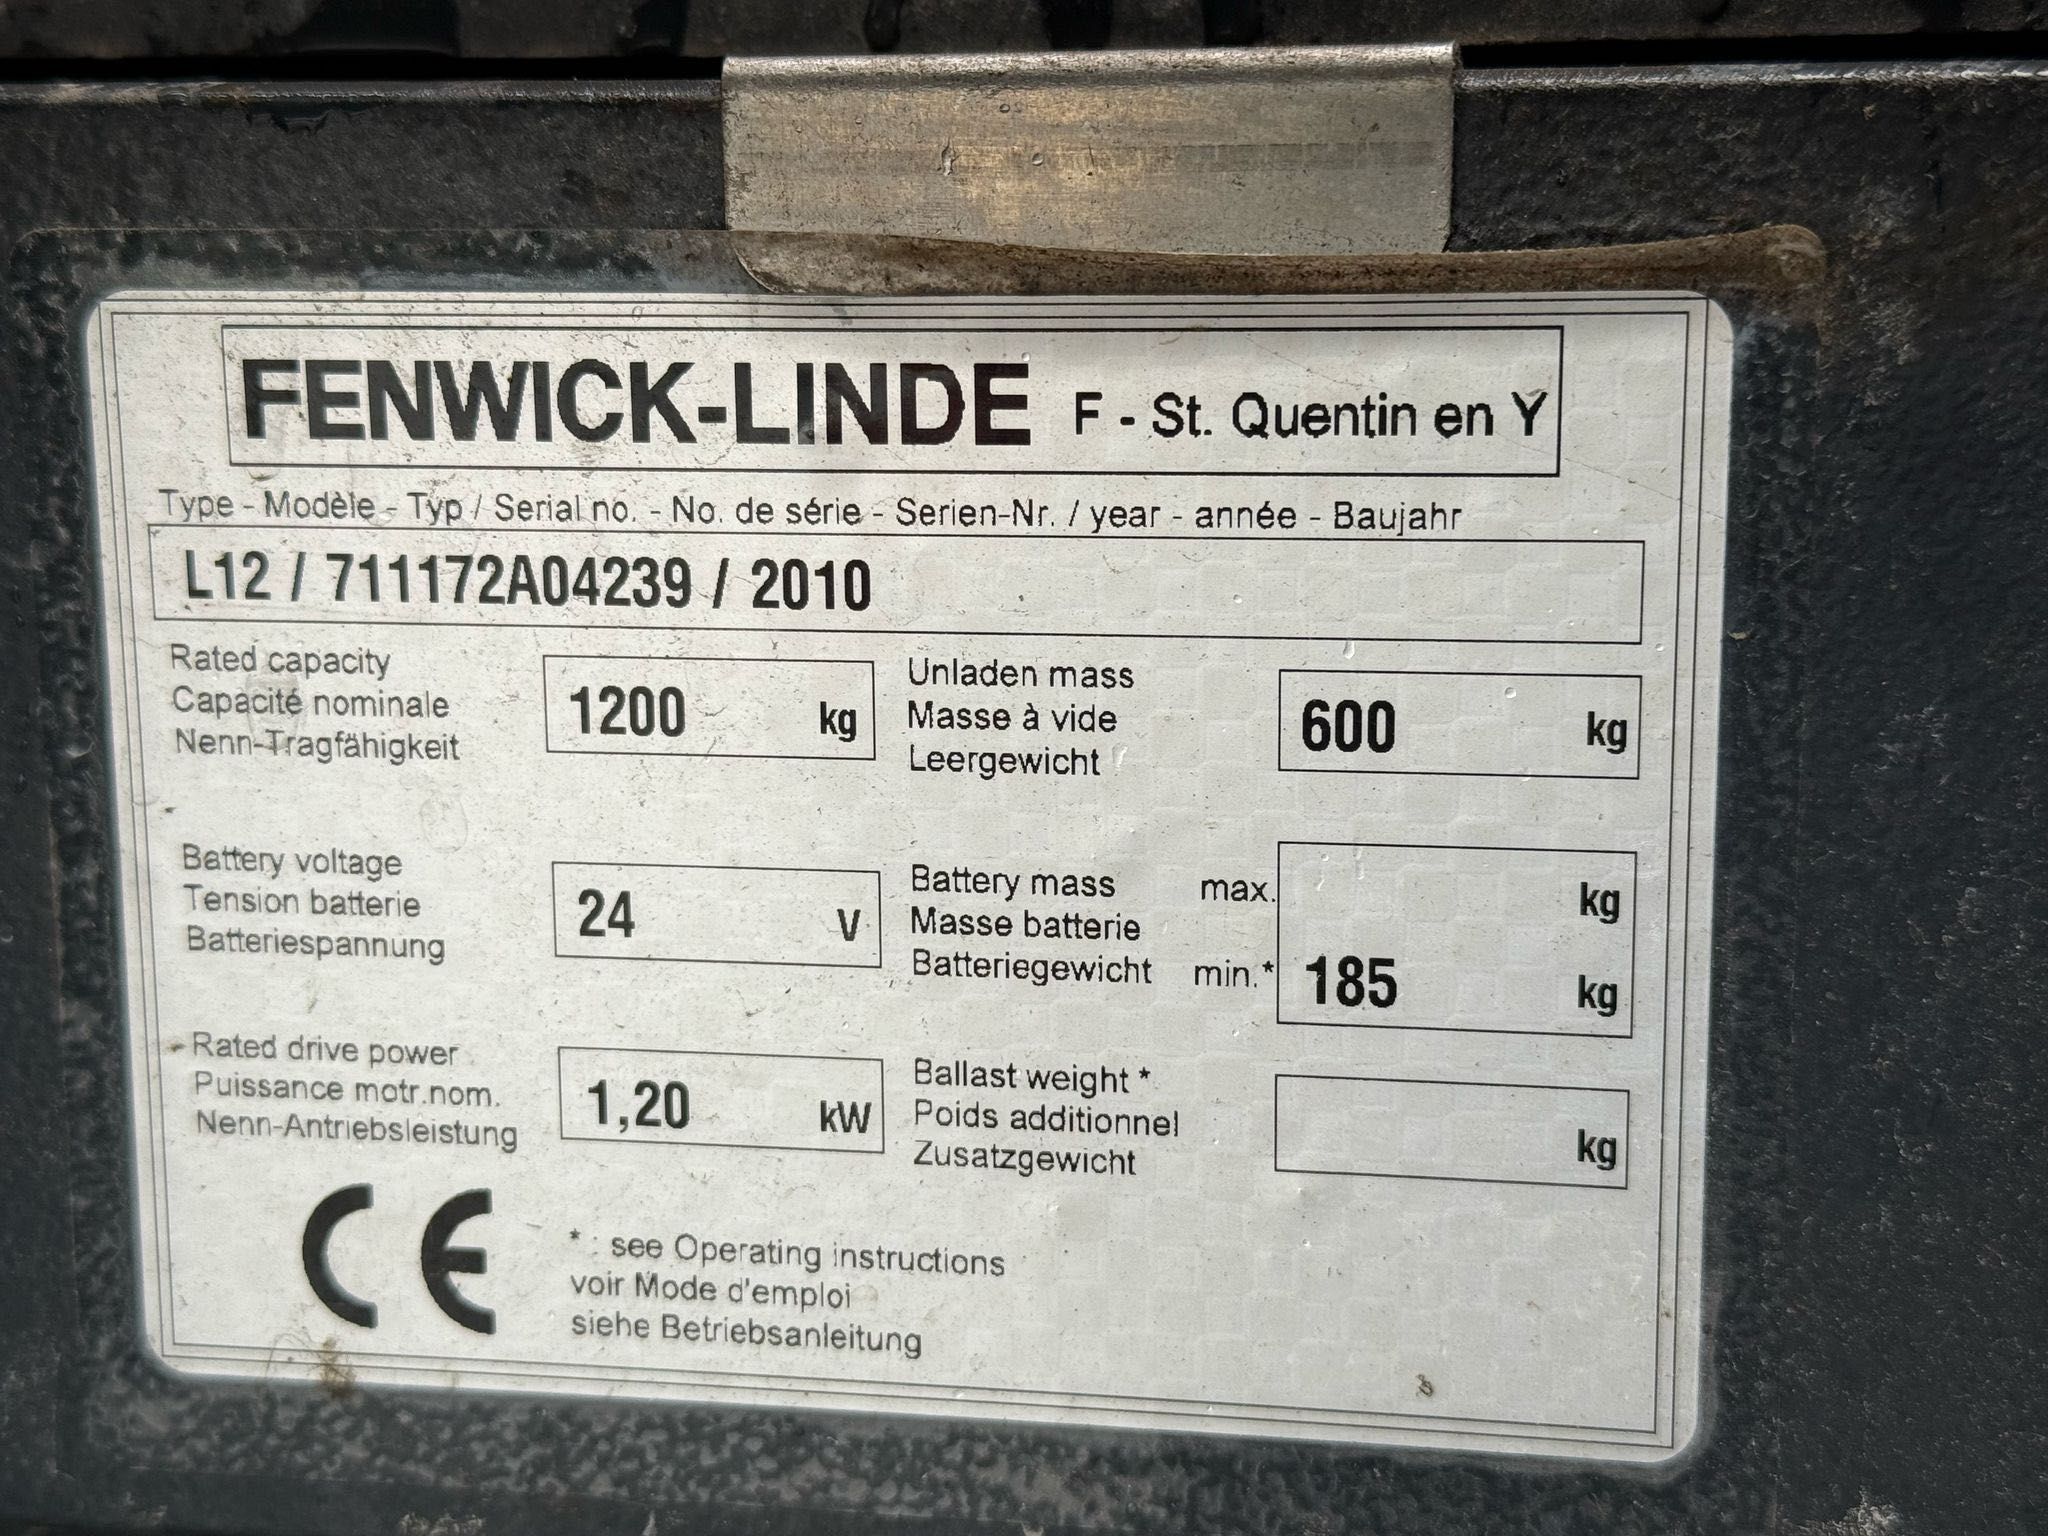 FENWICK-LINDE F - St. Quentin en Y
Type - Modèle - Typ / Serial no. - No. de série - Serien-Nr. / year - année - Baujahr
L12 / 711172A04239 / 2010
Rated capacity
Capacité nominale
Nenn-Tragfähigkeit
1200 kg
Unladen mass
Masse à vide
Leergewicht
600 kg
Battery voltage
Tension batterie
Batteriespannung
24 V
Battery mass max. kg
Masse batterie
Batteriegewicht min.* 185 kg
Rated drive power
Puissance motr.nom.
Nenn-Antriebsleistung
1,20 kW
Ballast weight *
Poids additionnel
Zusatzgewicht
kg
CE
* : see Operating instructions
voir Mode d'emploi
siehe Betriebsanleitung